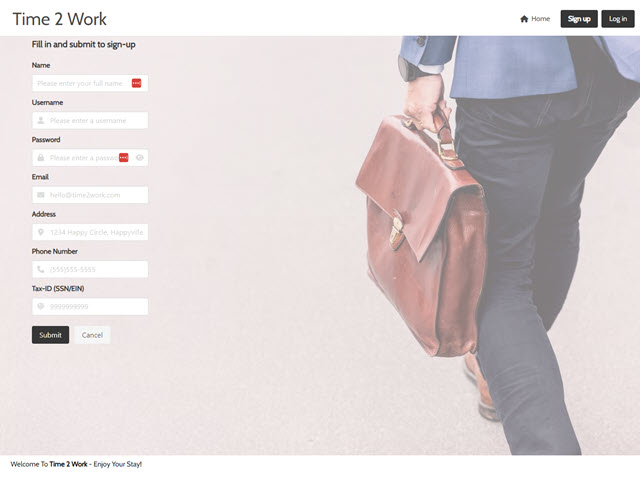 Time 2 Work
Home
Sign up
Log in
Fill in and submit to sign-up
Name
Please enter your full name
Username
Please enter a username
Password
Please enter a passwo
Email
hello@time2work.com
Address
1234 Happy Circle, Happyville
Phone Number
(555)555-5555
Tax-ID (SSN/EIN)
9999999999
Submit
Cancel
Welcome To Time 2 Work - Enjoy Your Stay!